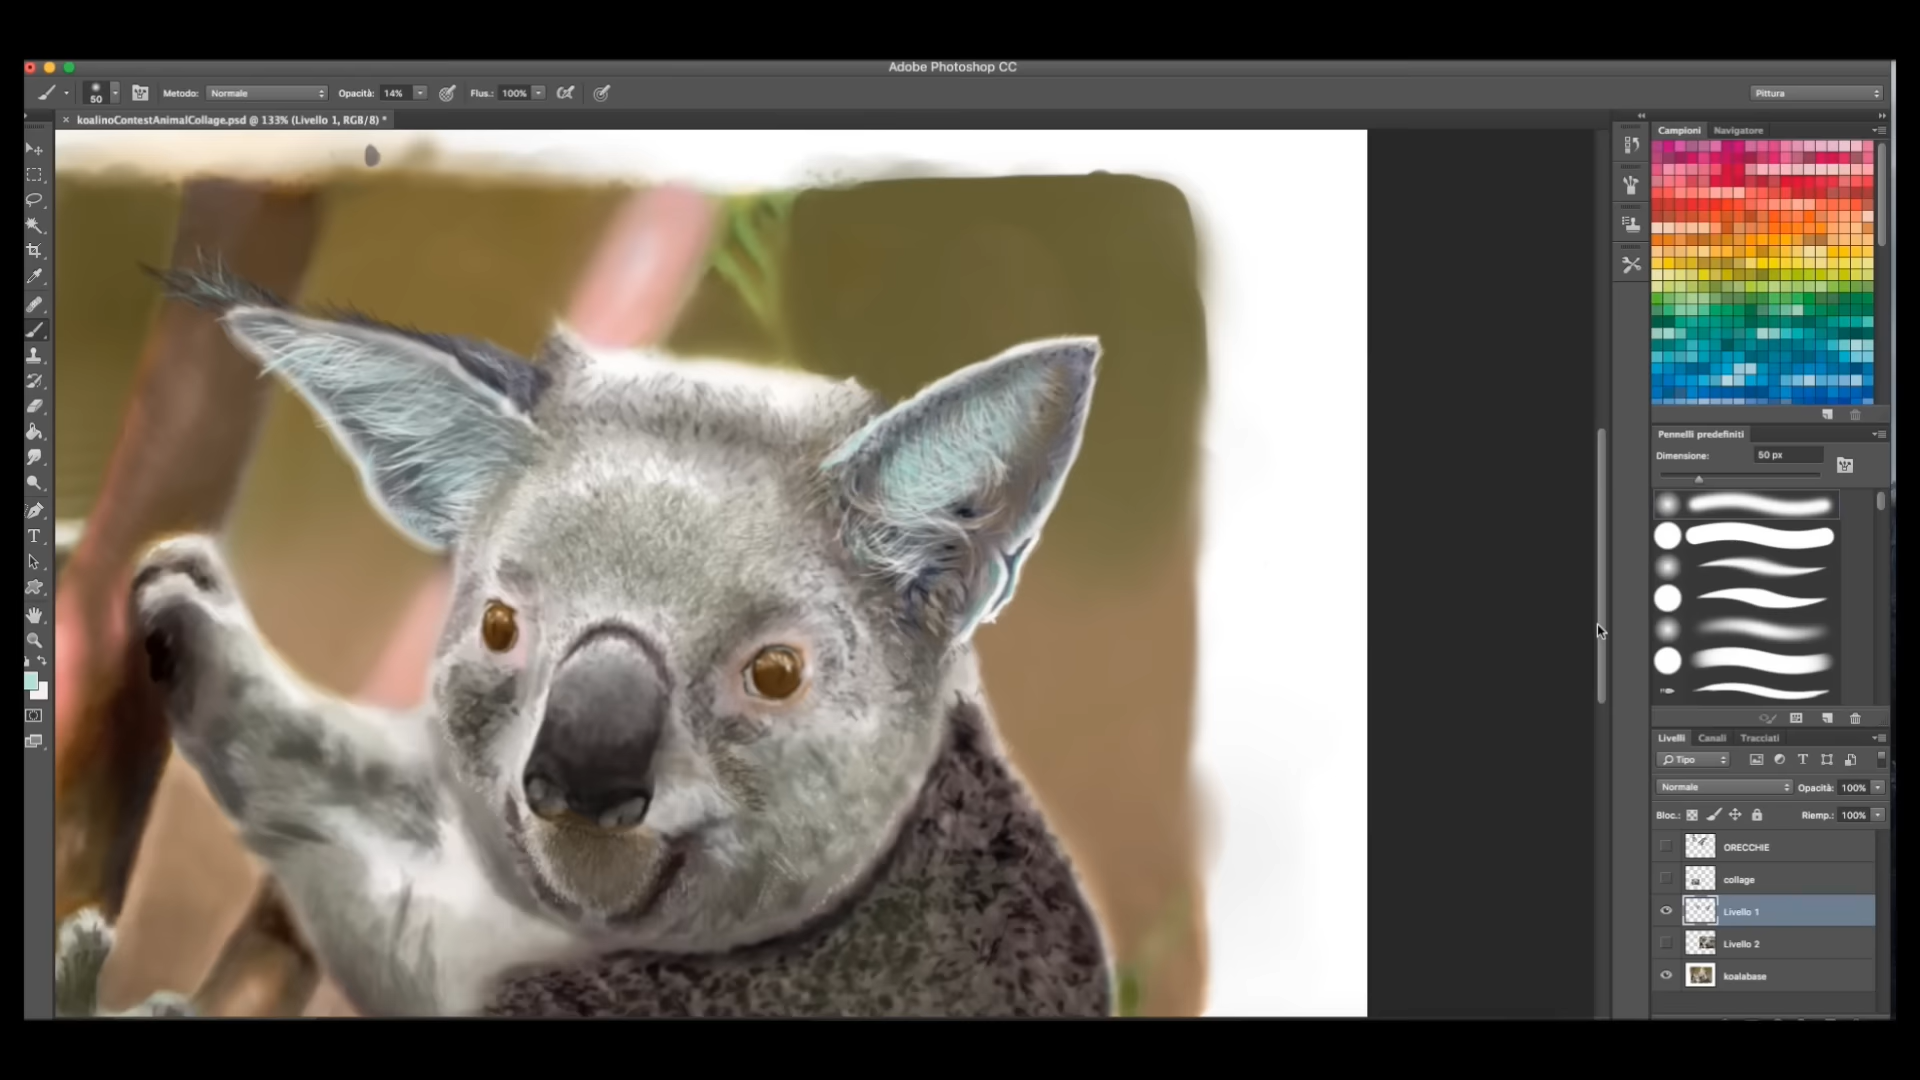 Adobe Photoshop CC
50 Metodo: Normale Opacità: 14% Flus.: 100% Pittura
× koalinoContestAnimalCollage.psd @ 133% (Livello 1, RGB/8) *
Campioni Navigatore
Pennelli predefiniti
Dimensione: 50 px
Livelli Canali Tracciati
Tipo
Normale Opacità: 100%
Bloc.: Riemp.: 100%
ORECCHIE
collage
Livello 1
Livello 2
koalabase